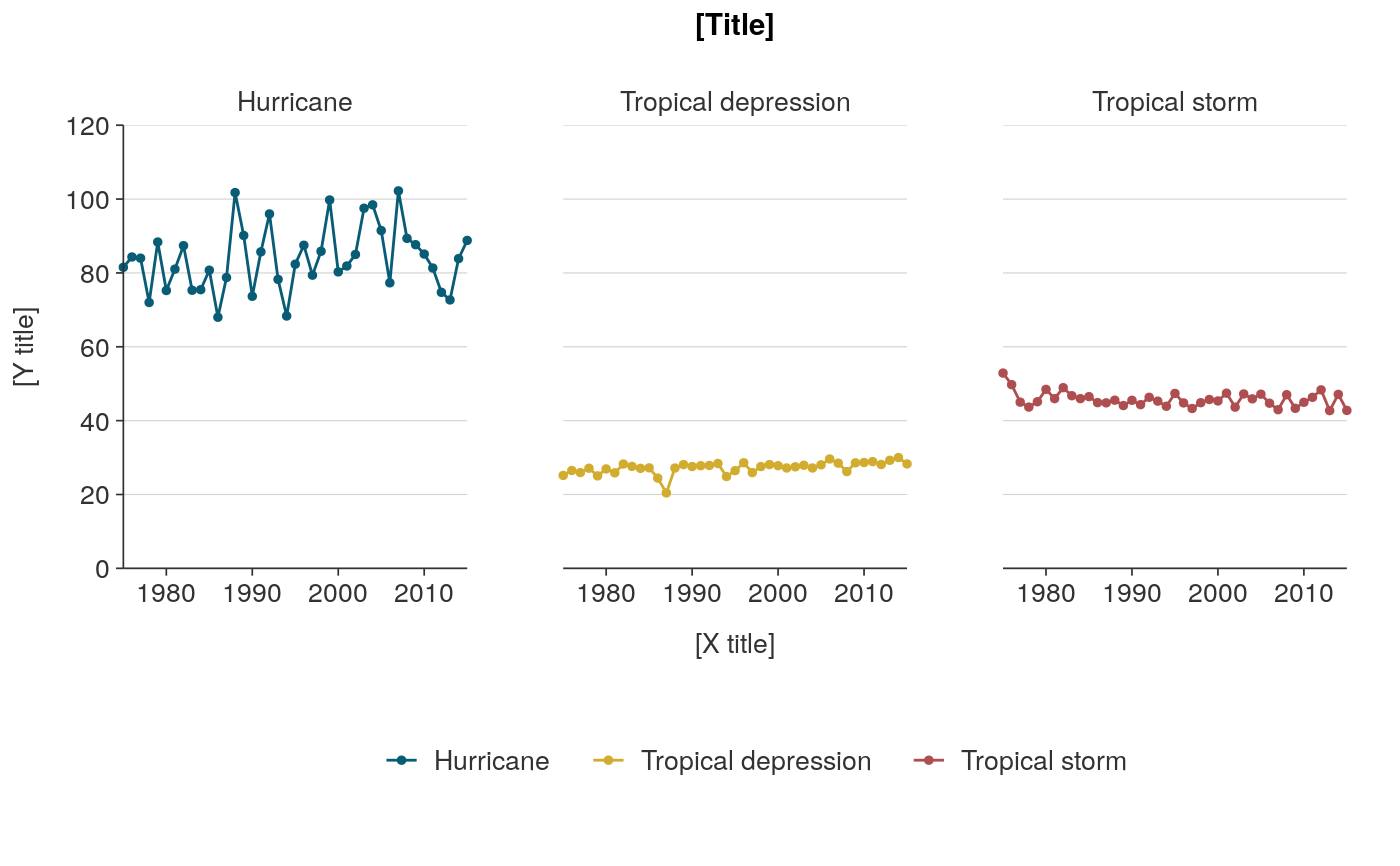 [Title]
Hurricane
Tropical depression
Tropical storm
120
100
80
60
40
20
0
[Y title]
1980 1990 2000 2010
1980 1990 2000 2010
1980 1990 2000 2010
[X title]
Hurricane Tropical depression Tropical storm